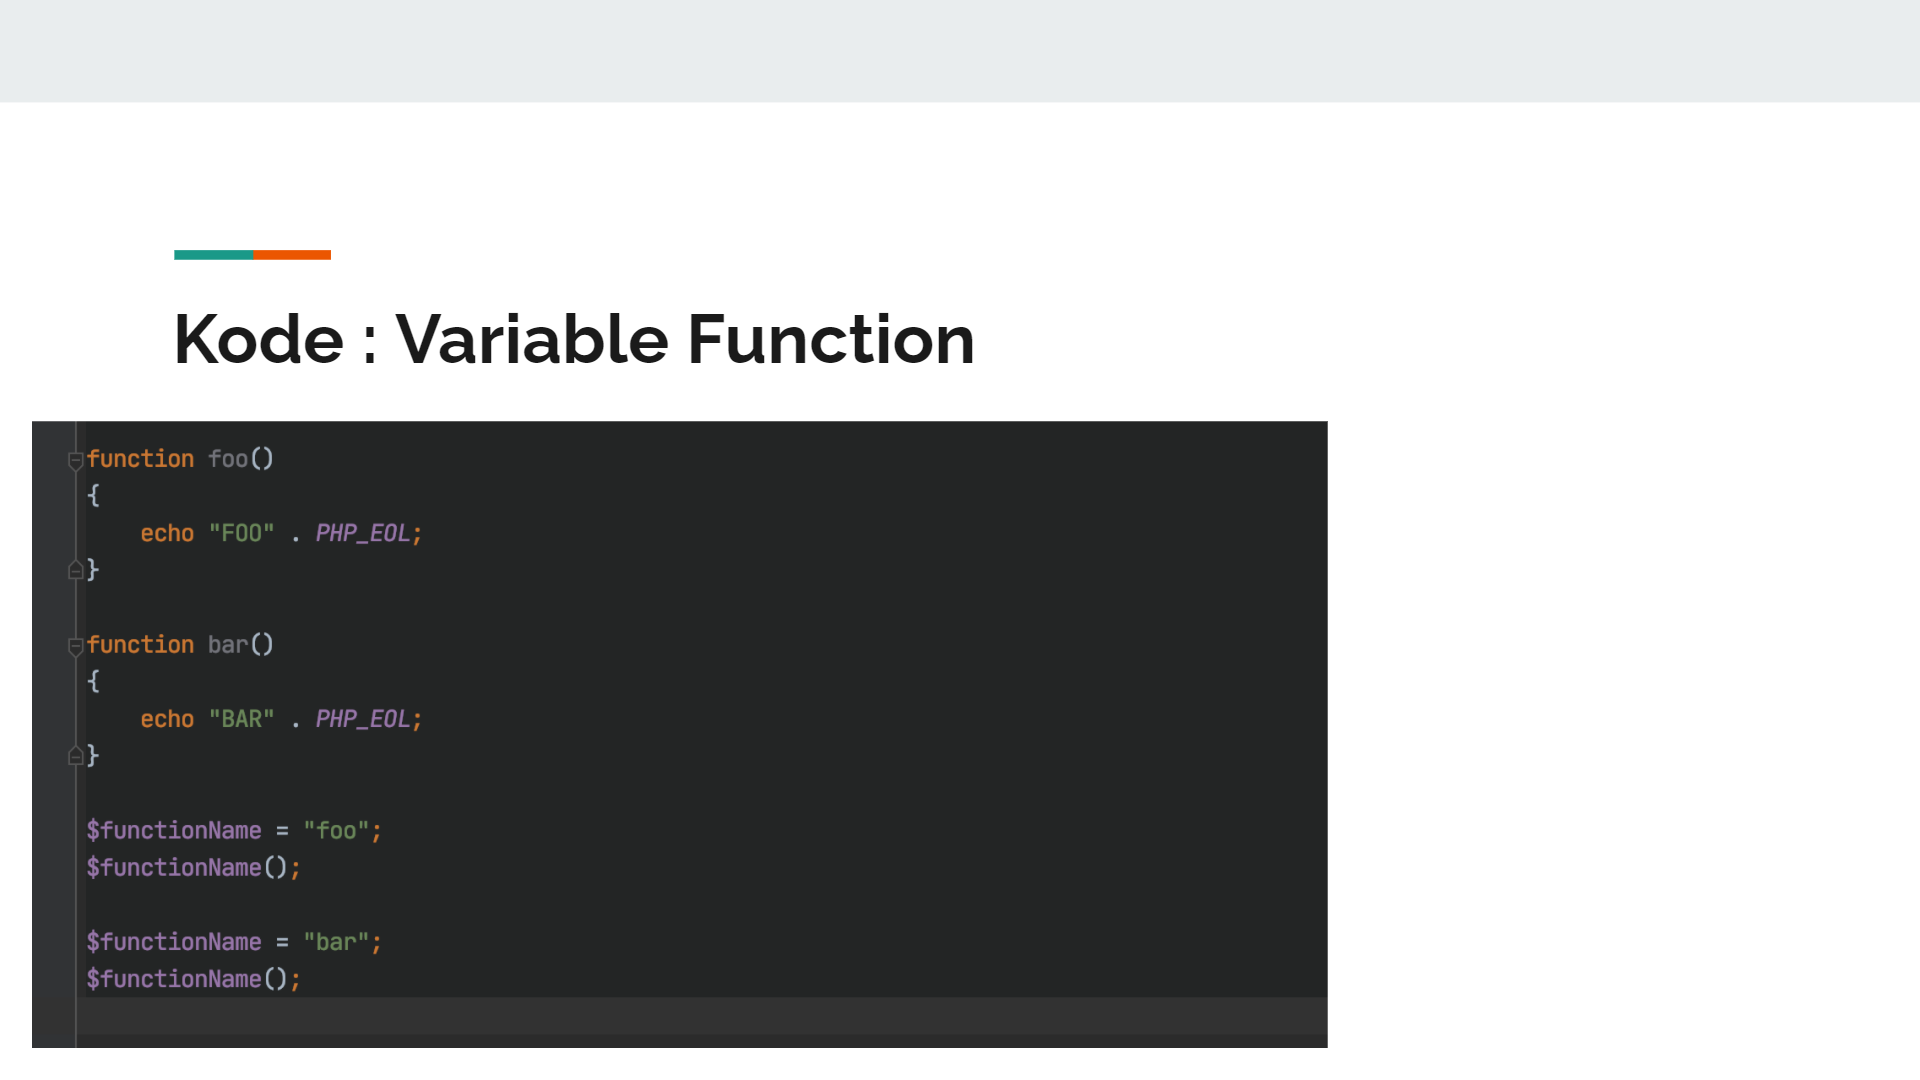 Kode : Variable Function
function foo()
{
    echo "FOO" . PHP_EOL;
}
function bar()
{
    echo "BAR" . PHP_EOL;
}
$functionName = "foo";
$functionName();
$functionName = "bar";
$functionName();